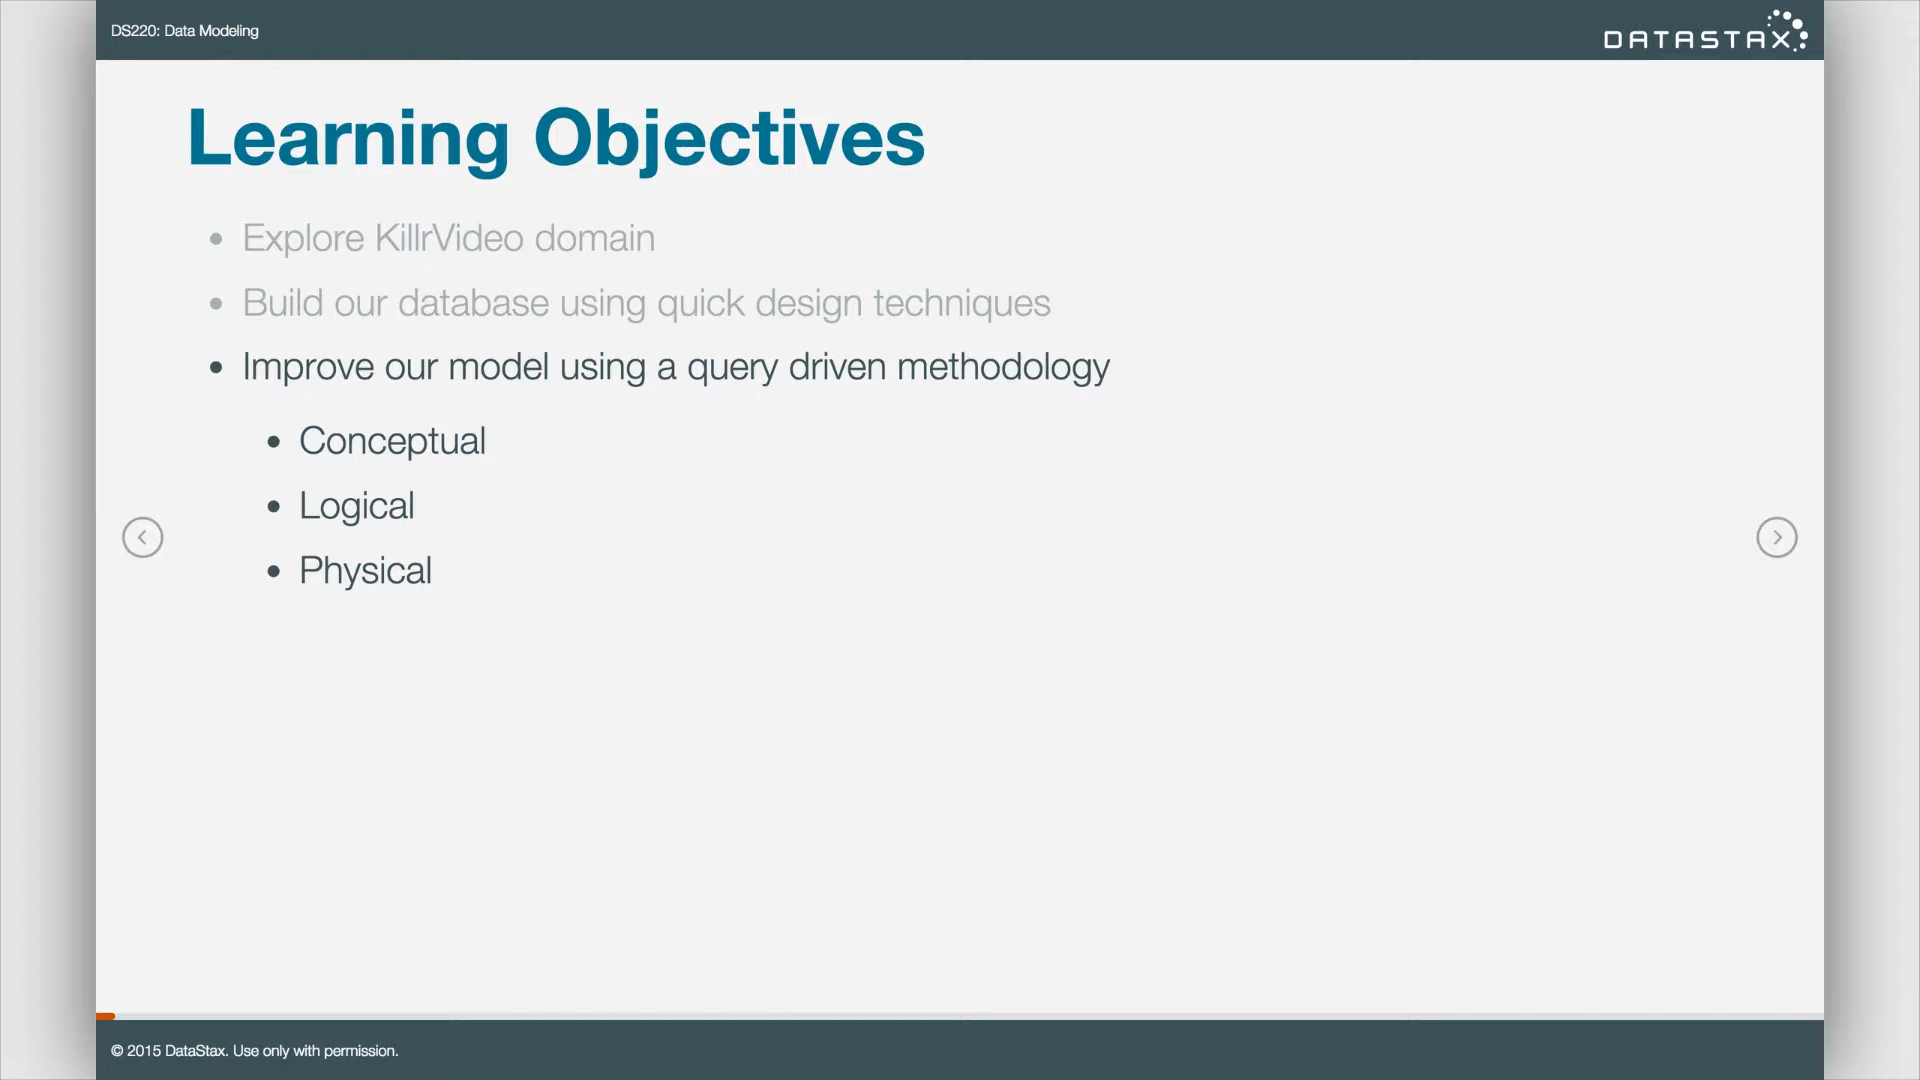 DS220: Data Modeling
DATASTAX
Learning Objectives
• Explore KillrVideo domain
• Build our database using quick design techniques
• Improve our model using a query driven methodology
• Conceptual
• Logical
• Physical
© 2015 DataStax. Use only with permission.